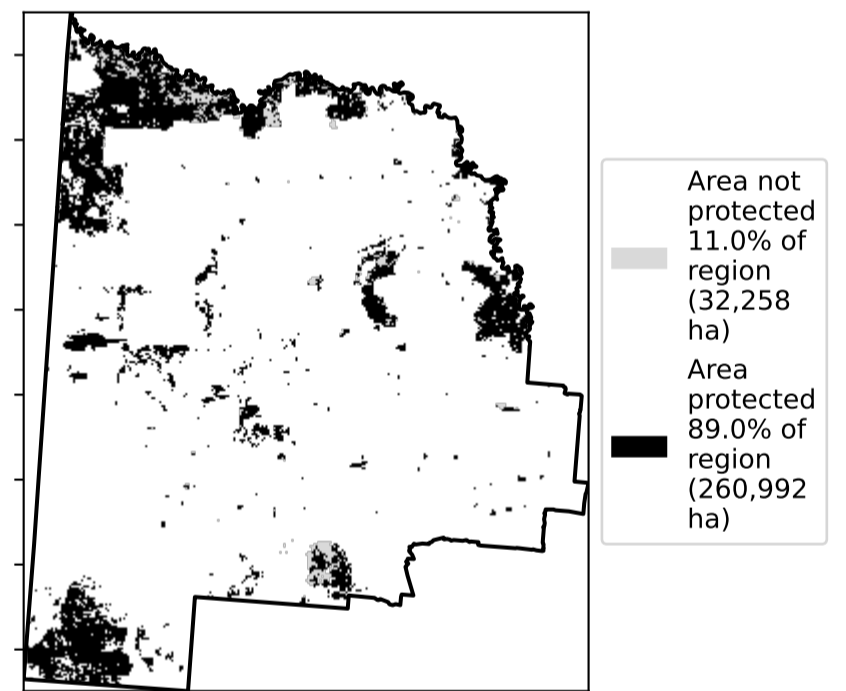 Area not
protected
11.0% of
region
(32,258
ha)
Area
protected
89.0% of
region
(260,992
ha)